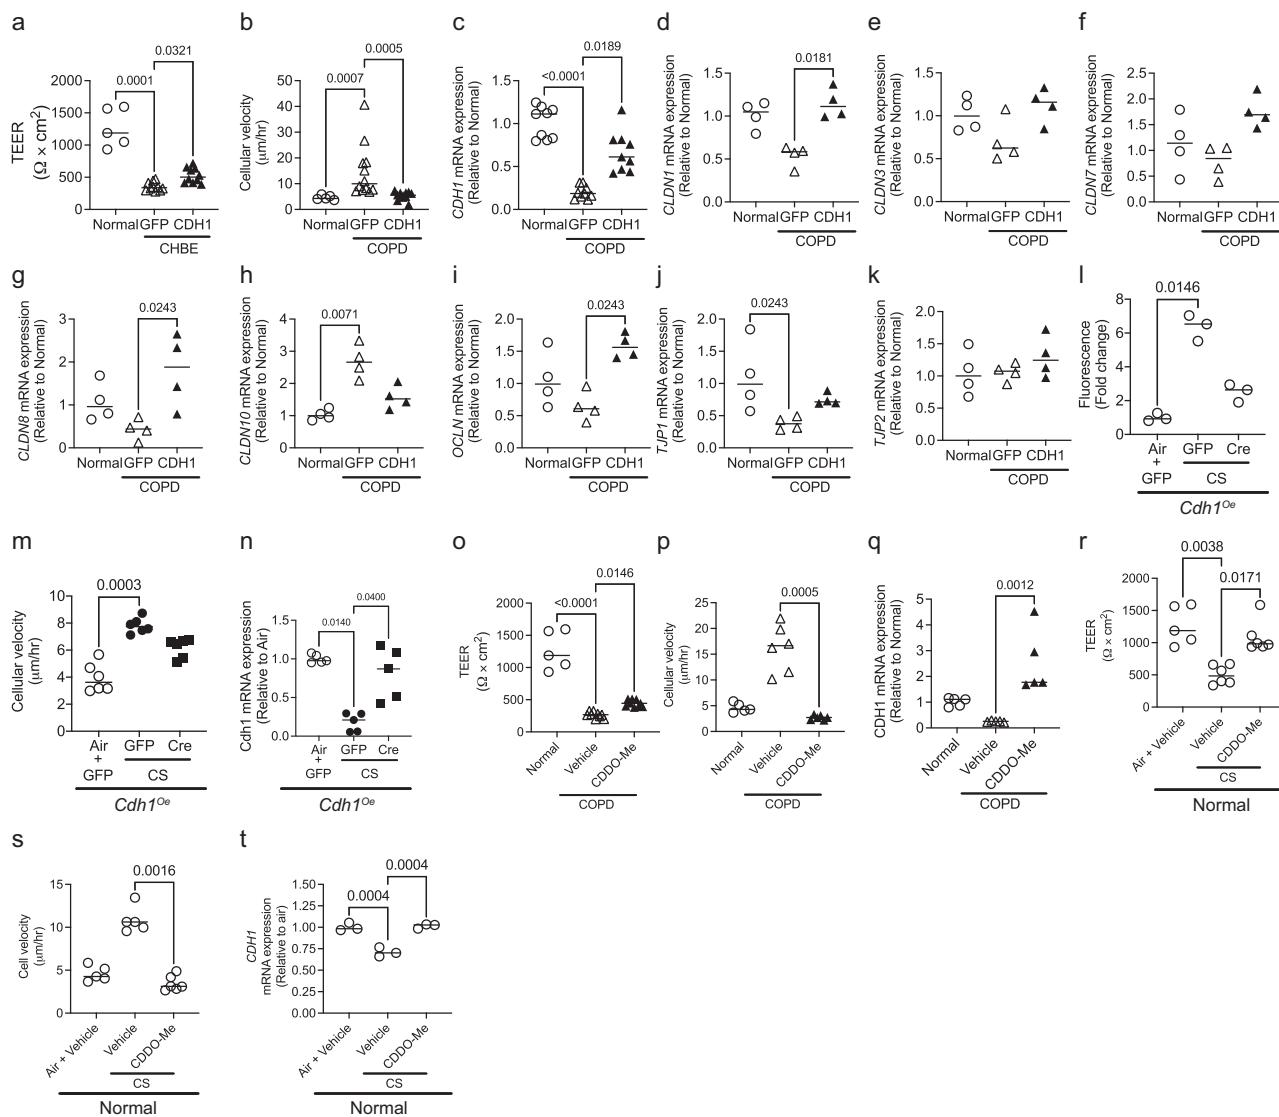 a
0.0321
0.0001
TEER
(Ω × cm²)
2000
1500
1000
500
0
Normal GFP CDH1
CHBE
b
0.0005
0.0007
Cellular velocity
(μm/hr)
50
40
30
20
10
0
Normal GFP CDH1
COPD
c
0.0189
<0.0001
CDH1 mRNA expression
(Relative to Normal)
1.5
1.0
0.5
0.0
Normal GFP CDH1
COPD
d
0.0181
CLDN1 mRNA expression
(Relative to Normal)
1.5
1.0
0.5
0.0
Normal GFP CDH1
COPD
e
CLDN3 mRNA expression
(Relative to Normal)
1.5
1.0
0.5
0.0
Normal GFP CDH1
COPD
f
CLDN7 mRNA expression
(Relative to Normal)
2.5
2.0
1.5
1.0
0.5
0.0
Normal GFP CDH1
COPD
g
0.0243
CLDN8 mRNA expression
(Relative to Normal)
3
2
1
0
Normal GFP CDH1
COPD
h
0.0071
CLDN10 mRNA expression
(Relative to Normal)
4
3
2
1
0
Normal GFP CDH1
COPD
i
0.0243
OCLN mRNA expression
(Relative to Normal)
2.0
1.5
1.0
0.5
0.0
Normal GFP CDH1
COPD
j
0.0243
TJP1 mRNA expression
(Relative to Normal)
2.0
1.5
1.0
0.5
0.0
Normal GFP CDH1
COPD
k
TJP2 mRNA expression
(Relative to Normal)
2.0
1.5
1.0
0.5
0.0
Normal GFP CDH1
COPD
l
0.0146
Fluorescence
(Fold change)
8
6
4
2
0
Air + GFP
GFP Cre
CS
Cdh1Oe
m
0.0003
Cellular velocity
(μm/hr)
10
8
6
4
2
0
Air + GFP
GFP Cre
CS
Cdh1Oe
n
0.0400
0.0140
Cdh1 mRNA expression
(Relative to Air)
1.5
1.0
0.5
0.0
Air + GFP
GFP Cre
CS
Cdh1Oe
o
0.0146
<0.0001
TEER
(Ω × cm²)
2000
1500
1000
500
0
Normal
Vehicle
CDDO-Me
COPD
p
0.0005
Cellular velocity
(μm/hr)
25
20
15
10
5
0
Normal
Vehicle
CDDO-Me
COPD
q
0.0012
CDH1 mRNA expression
(Relative to Normal)
5
4
3
2
1
0
Normal
Vehicle
CDDO-Me
COPD
r
0.0038
0.0171
TEER
(Ω × cm²)
2000
1500
1000
500
0
Air + Vehicle
Vehicle
CDDO-Me
CS
Normal
s
0.0016
Cell velocity
(μm/hr)
15
10
5
0
Air + Vehicle
Vehicle
CDDO-Me
CS
Normal
t
0.0004
0.0004
CDH1
mRNA expression
(Relative to air)
1.50
1.25
1.00
0.75
0.50
0.25
0.00
Air + Vehicle
Vehicle
CDDO-Me
CS
Normal